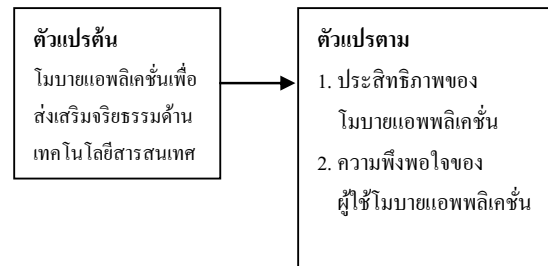 ตัวแปรต้น
โมบายแอพลิเคชั่นเพื่อ
ส่งเสริมจริยธรรมด้าน
เทคโนโลยีสารสนเทศ
ตัวแปรตาม
1. ประสิทธิภาพของ
โมบายแอพพลิเคชั่น
2. ความพึงพอใจของ
ผู้ใช้โมบายแอพพลิเคชั่น